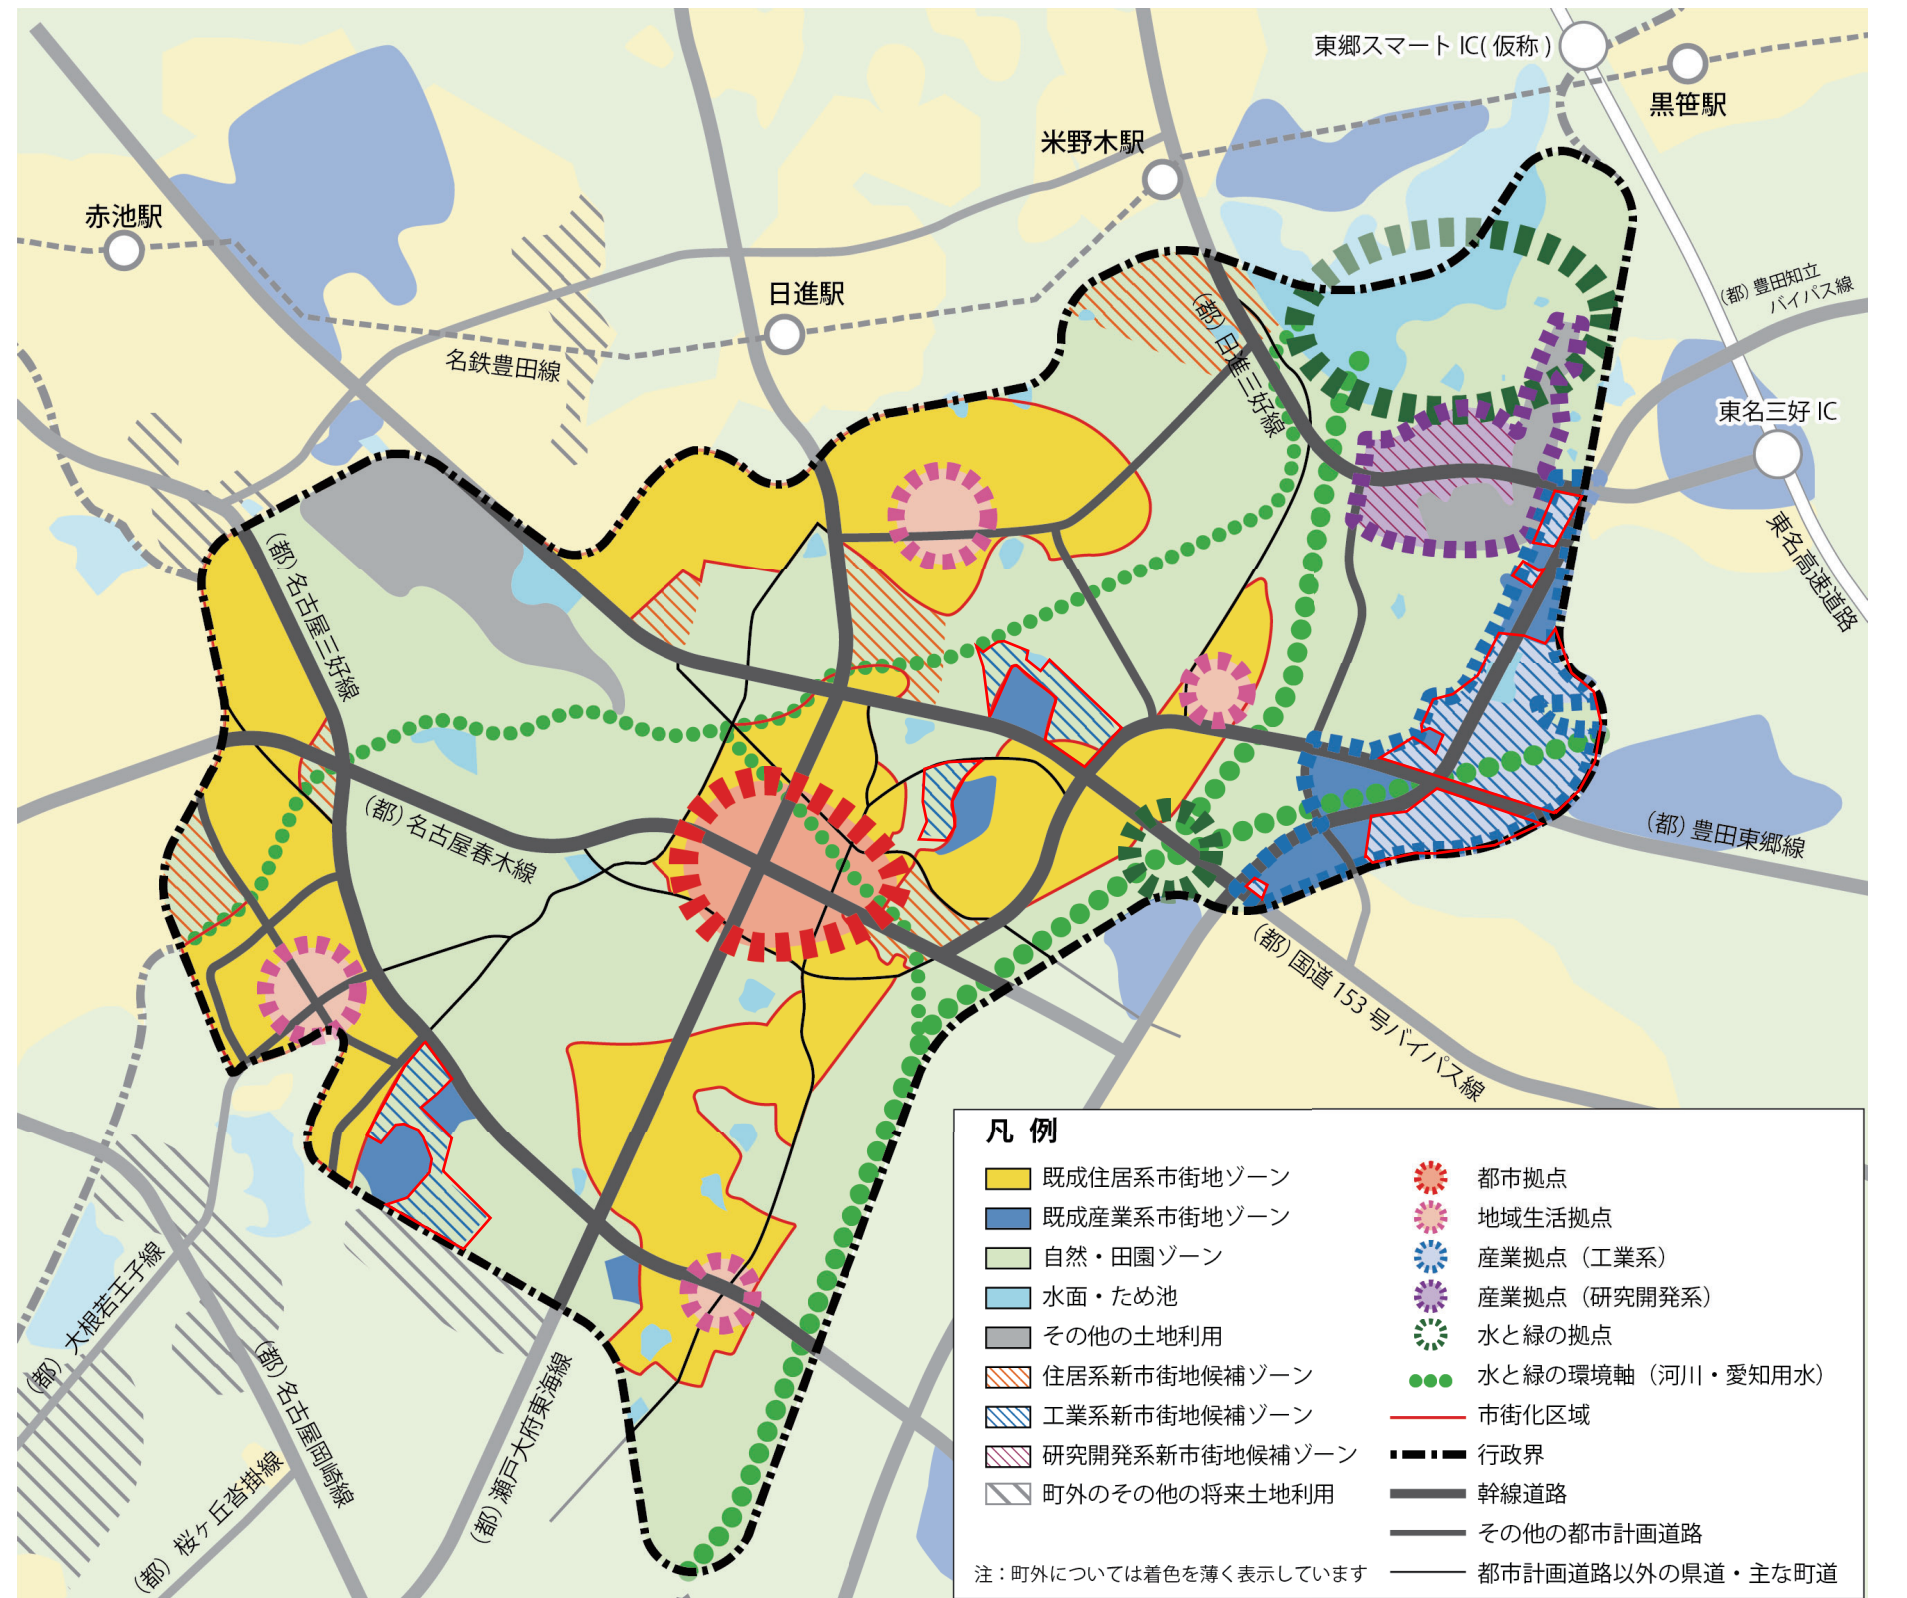 東郷スマートIC(仮称)
黒笹駅
米野木駅
赤池駅
日進駅
(都)豊田知立
バイパス線
名鉄豊田線
(都)日進三好線
東名三好IC
東名高速道路
(都)名古屋三好線
(都)名古屋春木線
(都)豊田東郷線
(都)国道153号バイパス線
(都)大根若王子線
(都)名古屋岡崎線
(都)瀬戸大府東海線
(都)桜ヶ丘沓掛線
凡 例
既成住居系市街地ゾーン
既成産業系市街地ゾーン
自然・田園ゾーン
水面・ため池
その他の土地利用
住居系新市街地候補ゾーン
工業系新市街地候補ゾーン
研究開発系新市街地候補ゾーン
町外のその他の将来土地利用
注：町外については着色を薄く表示しています
都市拠点
地域生活拠点
産業拠点（工業系）
産業拠点（研究開発系）
水と緑の拠点
水と緑の環境軸（河川・愛知用水）
市街化区域
行政界
幹線道路
その他の都市計画道路
都市計画道路以外の県道・主な町道